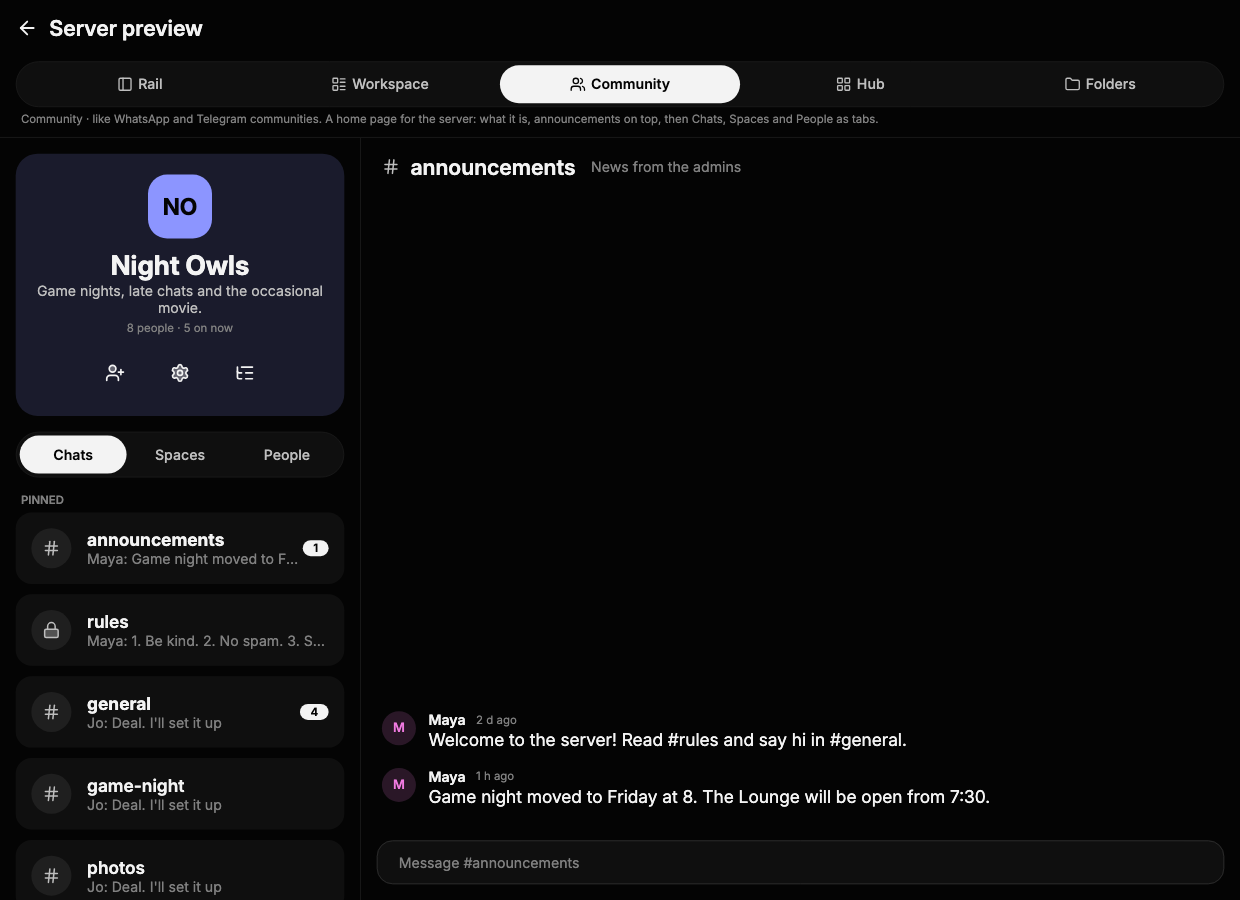 Server preview
Rail
Workspace
Community
Hub
Folders
Community · like WhatsApp and Telegram communities. A home page for the server: what it is, announcements on top, then Chats, Spaces and People as tabs.
NO
Night Owls
Game nights, late chats and the occasional
movie.
8 people · 5 on now
Chats
Spaces
People
PINNED
# announcements
Maya: Game night moved to F...
1
rules
Maya: 1. Be kind. 2. No spam. 3. S...
# general
Jo: Deal. I'll set it up
4
# game-night
Jo: Deal. I'll set it up
# photos
Jo: Deal. I'll set it up
# announcements News from the admins
M
Maya 2 d ago
Welcome to the server! Read #rules and say hi in #general.
M
Maya 1 h ago
Game night moved to Friday at 8. The Lounge will be open from 7:30.
Message #announcements